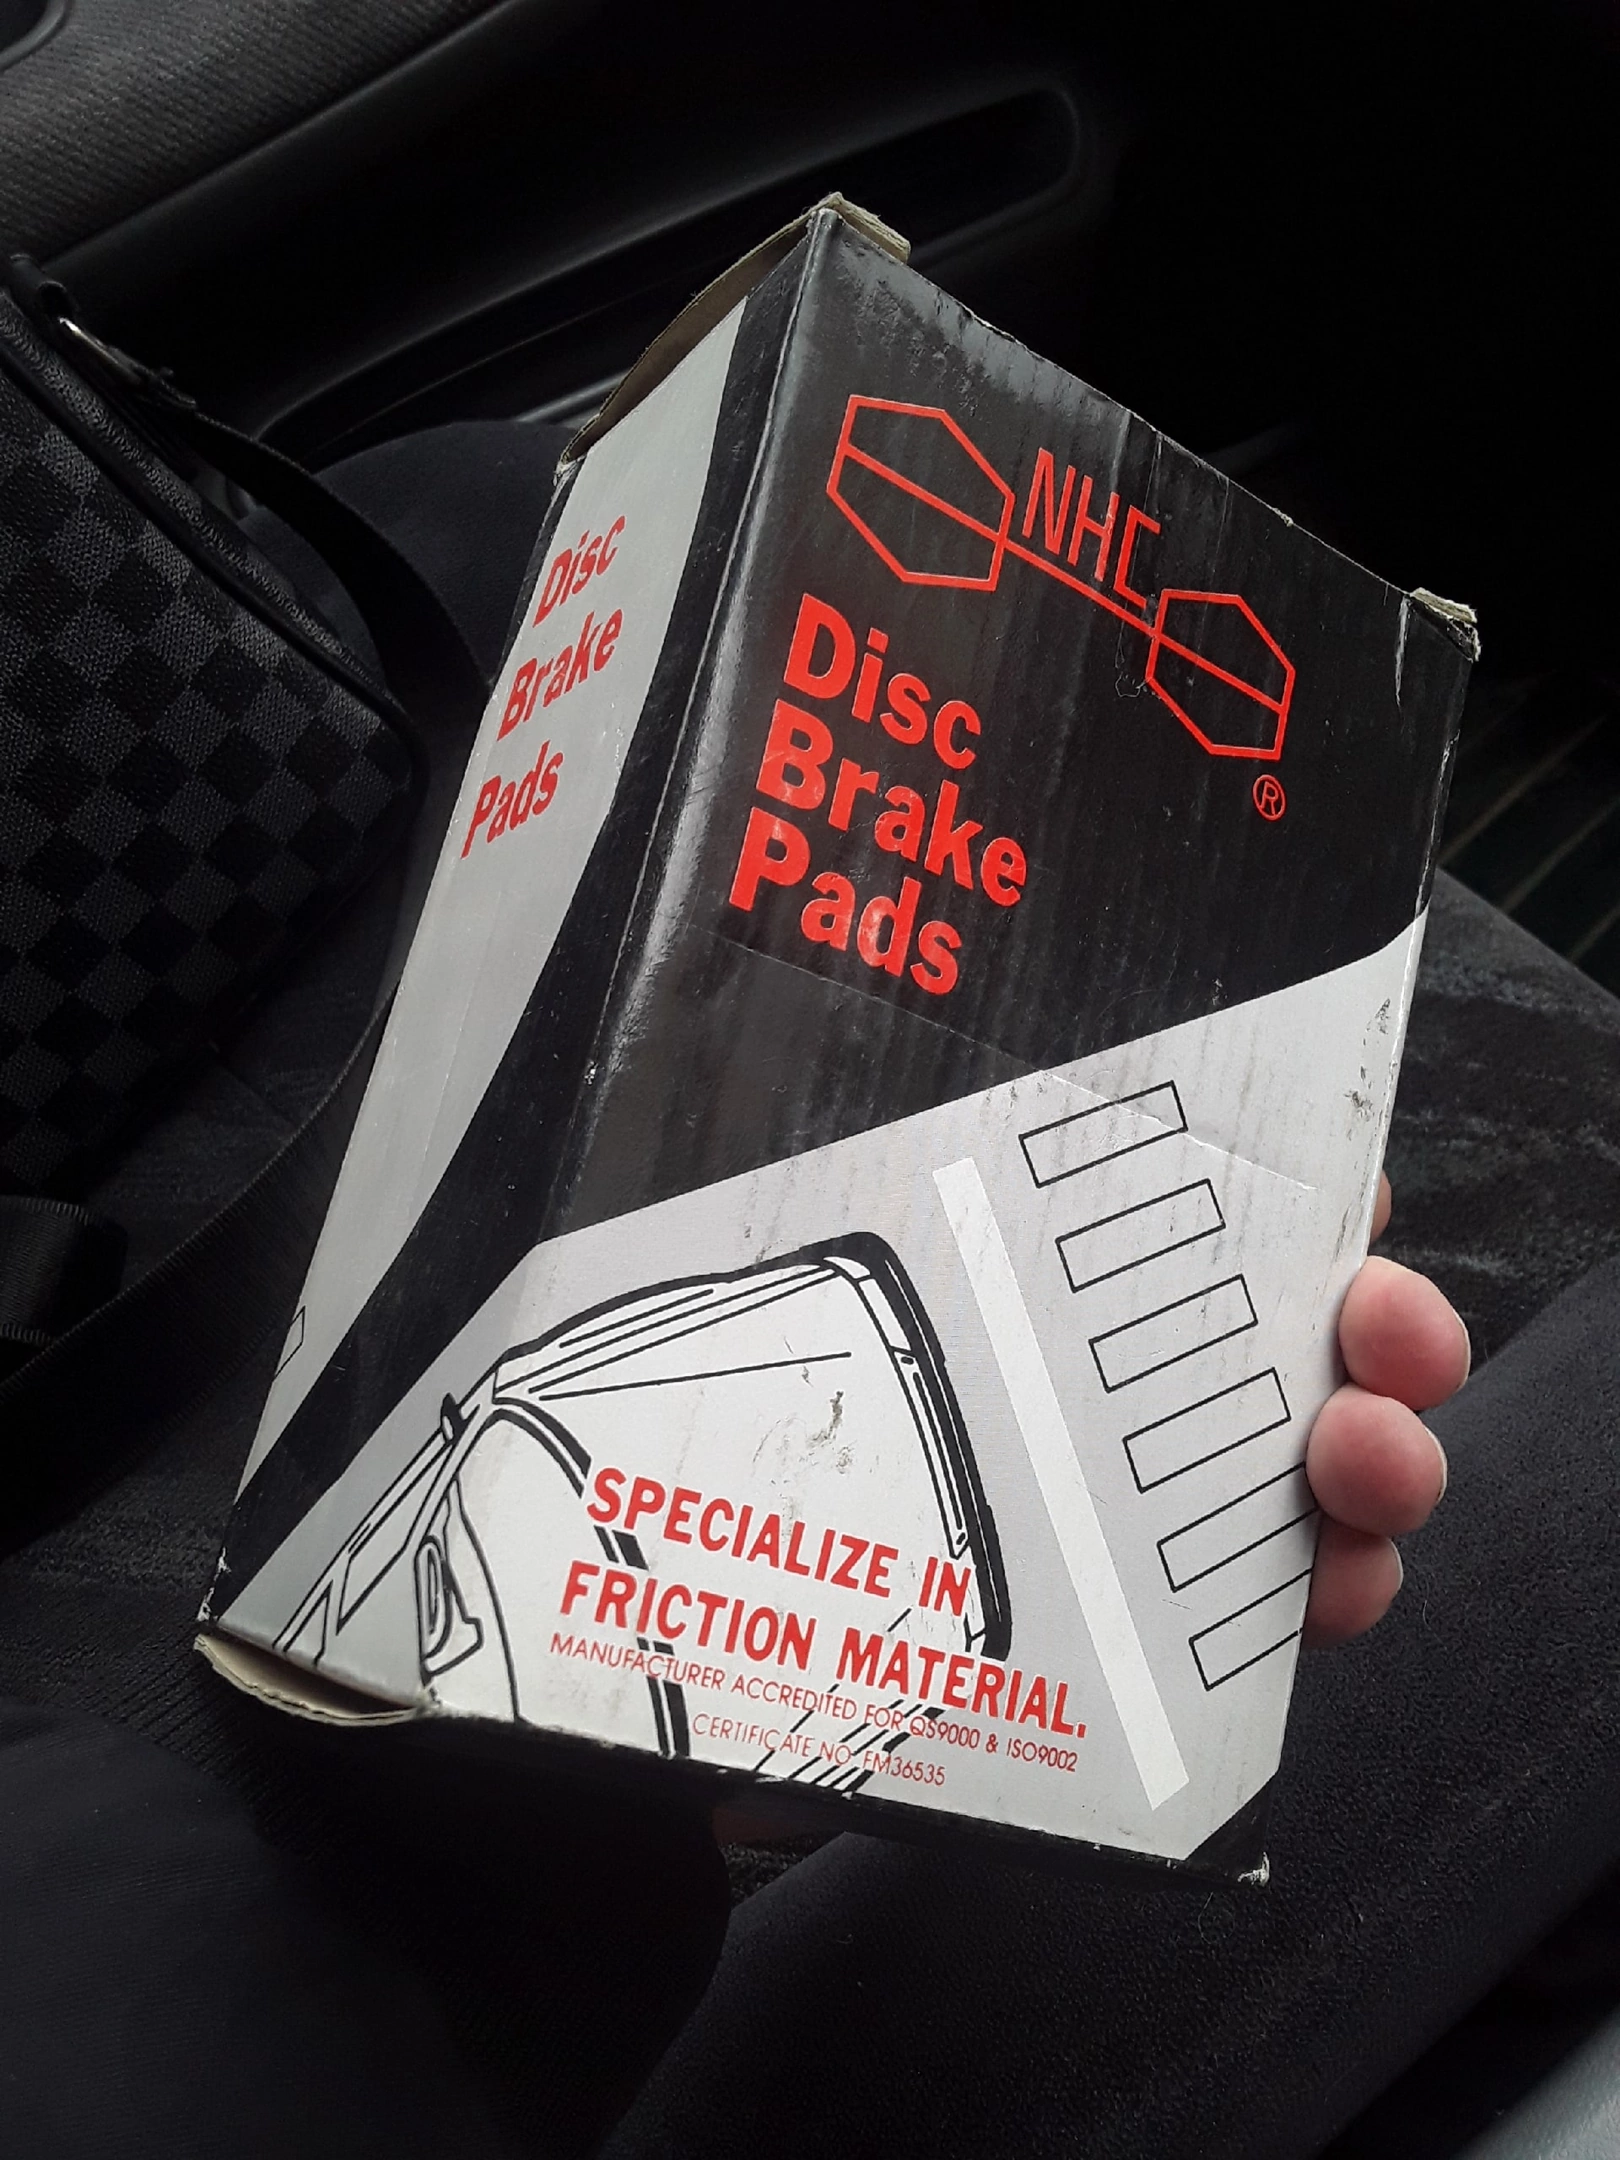 Disc
Brake
Pads
NHC
®
Disc
Brake
Pads
SPECIALIZE IN
FRICTION MATERIAL.
MANUFACTURER ACCREDITED FOR QS9000 & ISO9002
CERTIFICATE NO: FM36535